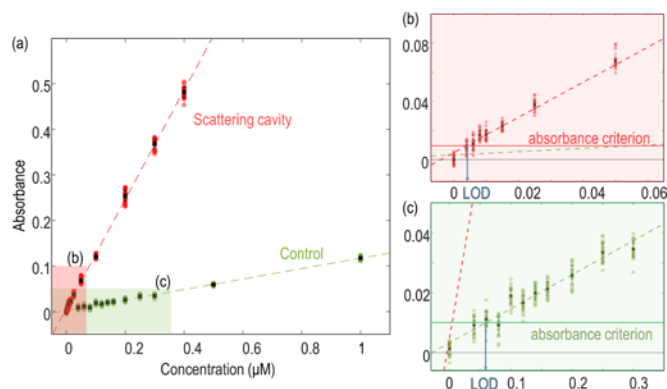 (a)
0.5
0.4
0.3
0.2
0.1
0
Absorbance
Scattering cavity
Control
(b)
(c)
0 0.2 0.4 0.6 0.8 1
Concentration (µM)
(b)
0.08
0.04
0
absorbance criterion
0 LOD 0.02 0.04 0.06
(c)
0.04
0.02
0
absorbance criterion
0 0.1 0.2 0.3
LOD